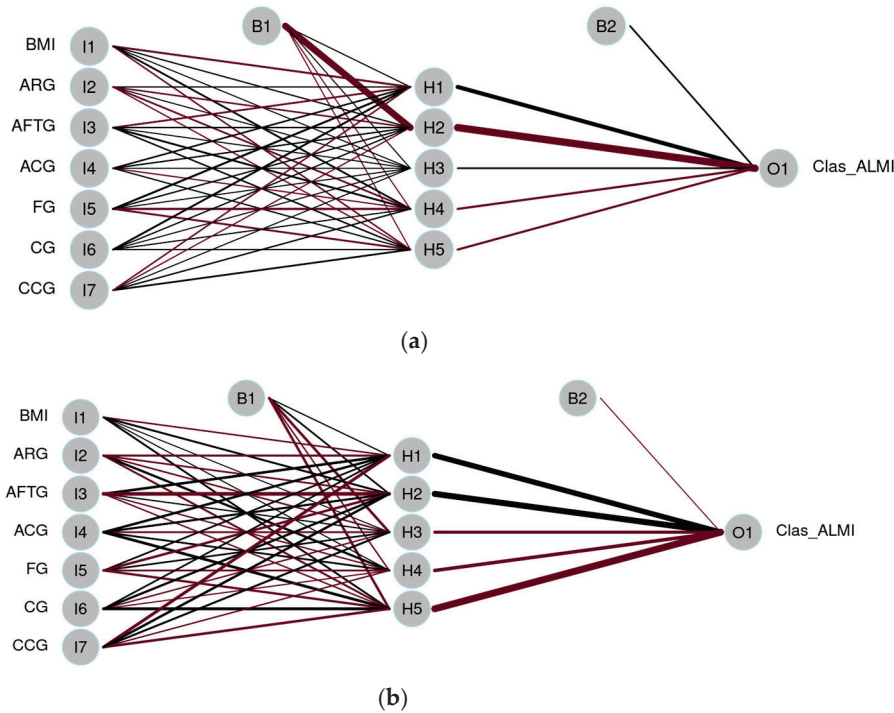 B1 B2
BMI I1
ARG I2 H1
AFTG I3 H2
ACG I4 H3 O1 Clas_ALMI
FG I5 H4
CG I6 H5
CCG I7
(a)
B1 B2
BMI I1
ARG I2 H1
AFTG I3 H2
ACG I4 H3 O1 Clas_ALMI
FG I5 H4
CG I6 H5
CCG I7
(b)